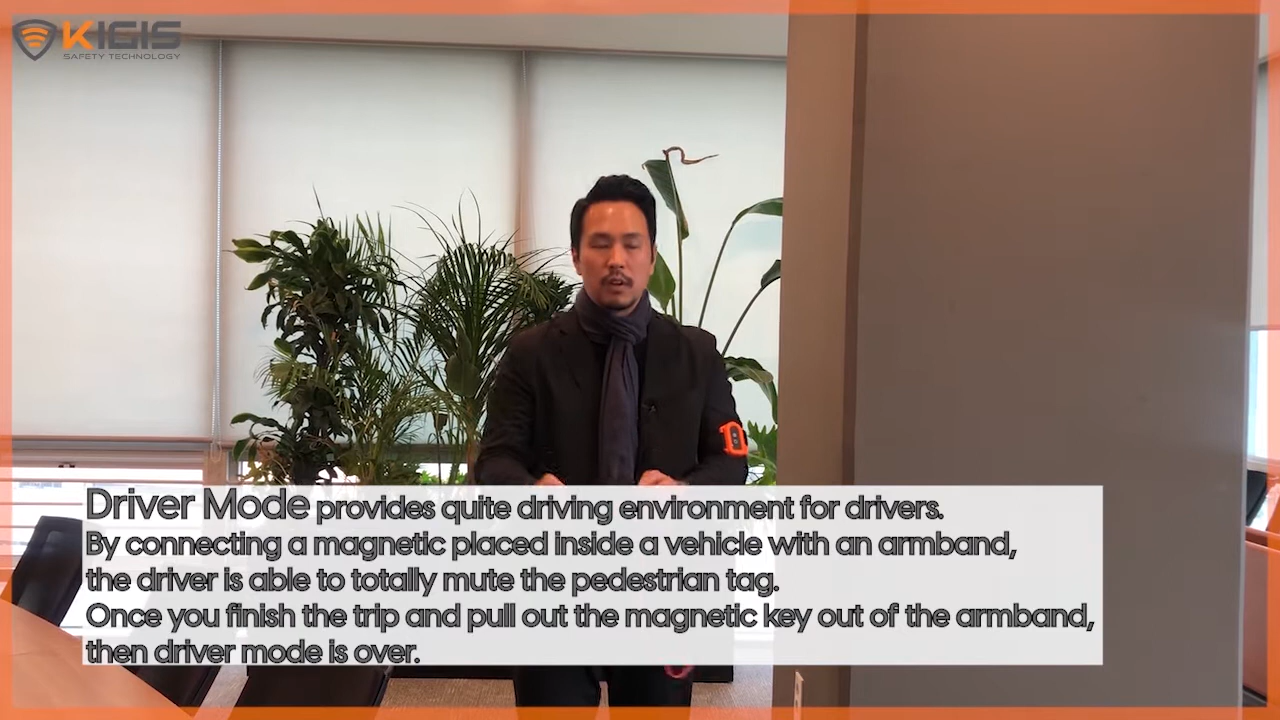 KIGIS
SAFETY TECHNOLOGY
Driver Mode provides quite driving environment for drivers.
By connecting a magnetic placed inside a vehicle with an armband,
the driver is able to totally mute the pedestrian tag.
Once you finish the trip and pull out the magnetic key out of the armband,
then driver mode is over.